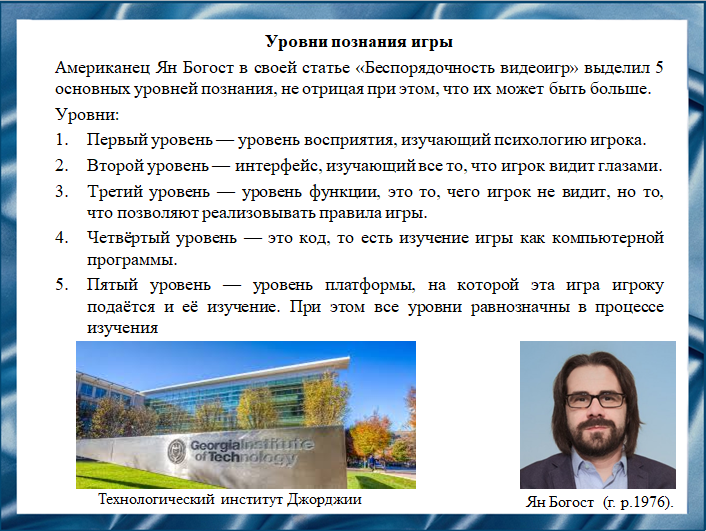 Уровни познания игры
Американец Ян Богост в своей статье «Беспорядочность видеоигр» выделил 5
основных уровней познания, не отрицая при этом, что их может быть больше.
Уровни:
1. Первый уровень — уровень восприятия, изучающий психологию игрока.
2. Второй уровень — интерфейс, изучающий все то, что игрок видит глазами.
3. Третий уровень — уровень функции, это то, чего игрок не видит, но то,
что позволяют реализовывать правила игры.
4. Четвёртый уровень — это код, то есть изучение игры как компьютерной
программы.
5. Пятый уровень — уровень платформы, на которой эта игра игроку
подаётся и её изучение. При этом все уровни равнозначны в процессе
изучения
Georgia Institute
of Technology
Технологический институт Джорджии
Ян Богост (г. р.1976).